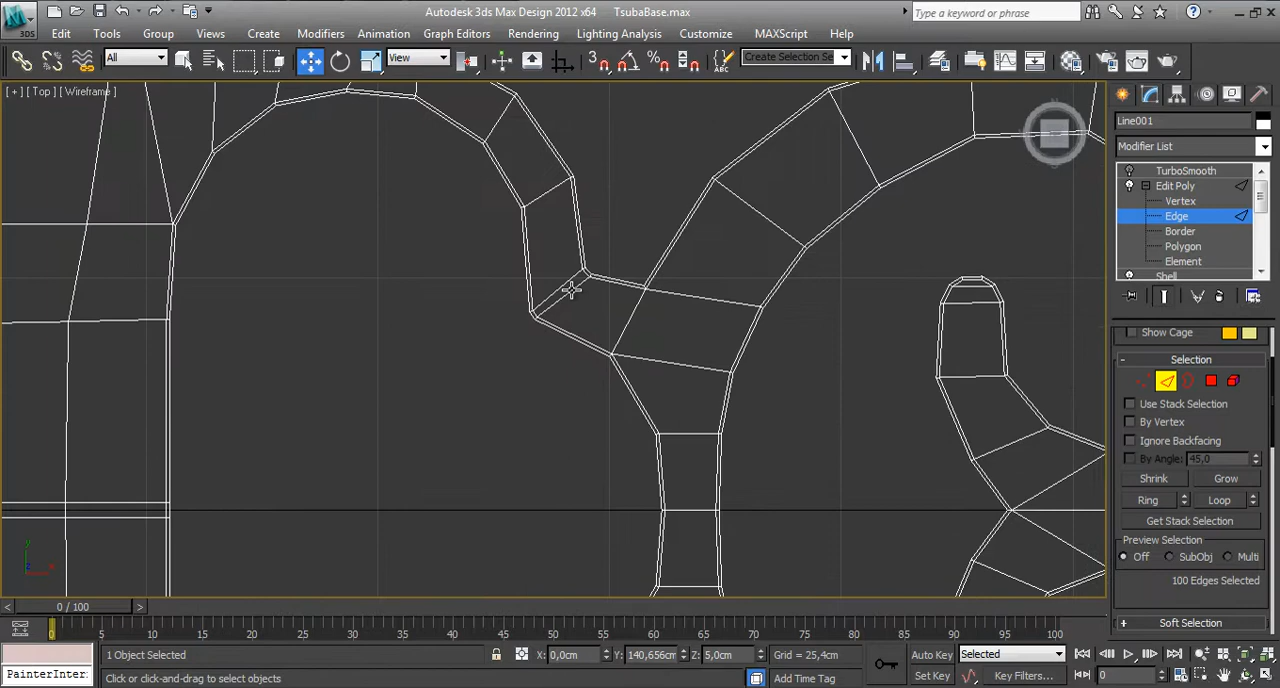 Autodesk 3ds Max Design 2012 x64 TsubaBase.max
Type a keyword or phrase
Edit Tools Group Views Create Modifiers Animation Graph Editors Rendering Lighting Analysis Customize MAXScript Help
All View Create Selection Se
[ + ] [ Top ] [ Wireframe ]
Line001
Modifier List
TurboSmooth
Edit Poly
Vertex
Edge
Border
Polygon
Element
Shell
Show Cage
Selection
Use Stack Selection
By Vertex
Ignore Backfacing
By Angle: 45,0
Shrink Grow
Ring Loop
Get Stack Selection
Preview Selection
Off SubObj Multi
100 Edges Selected
Soft Selection
0 / 100
0 5 10 15 20 25 30 35 40 45 50 55 60 65 70 75 80 85 90 95 100
1 Object Selected X: 0,0cm Y: 140,656cm Z: 5,0cm Grid = 25,4cm Auto Key Selected
PainterInter: Click or click-and-drag to select objects Add Time Tag Set Key Key Filters... 0